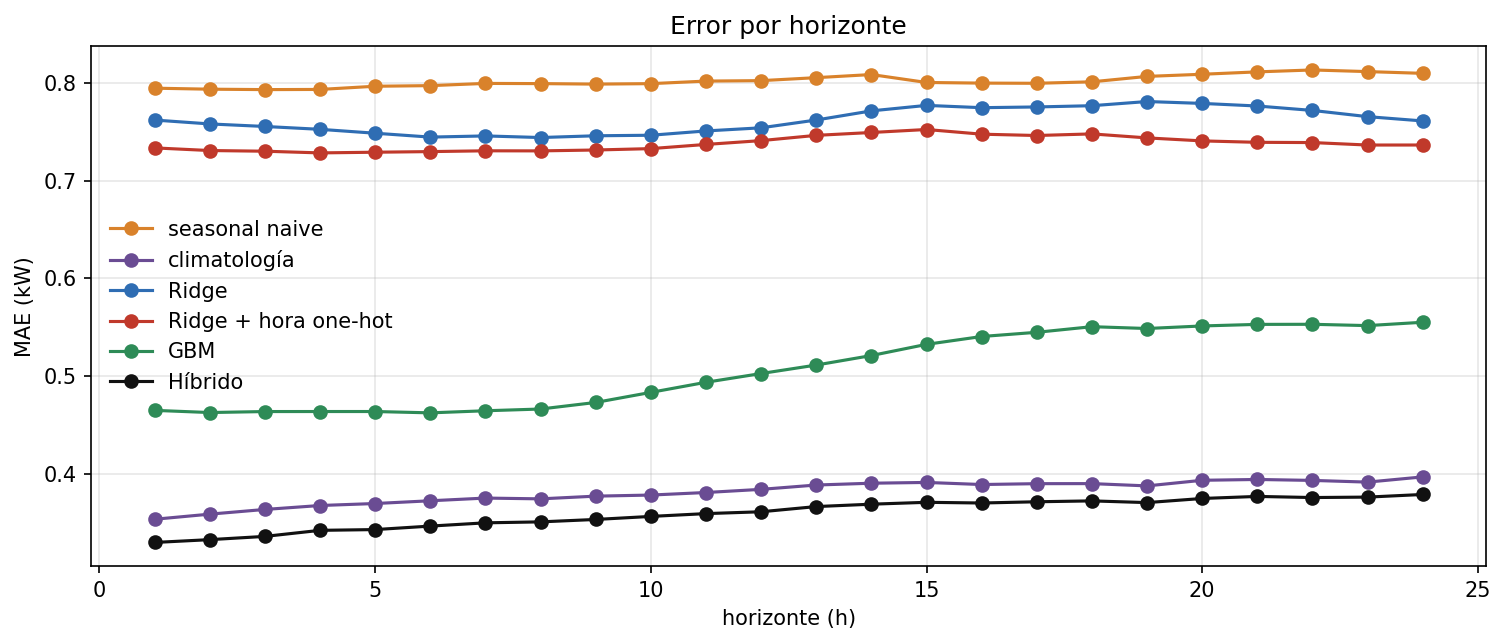 Error por horizonte
MAE (kW)
0.8
0.7
0.6
0.5
0.4
seasonal naive
climatología
Ridge
Ridge + hora one-hot
GBM
Híbrido
0 5 10 15 20 25
horizonte (h)